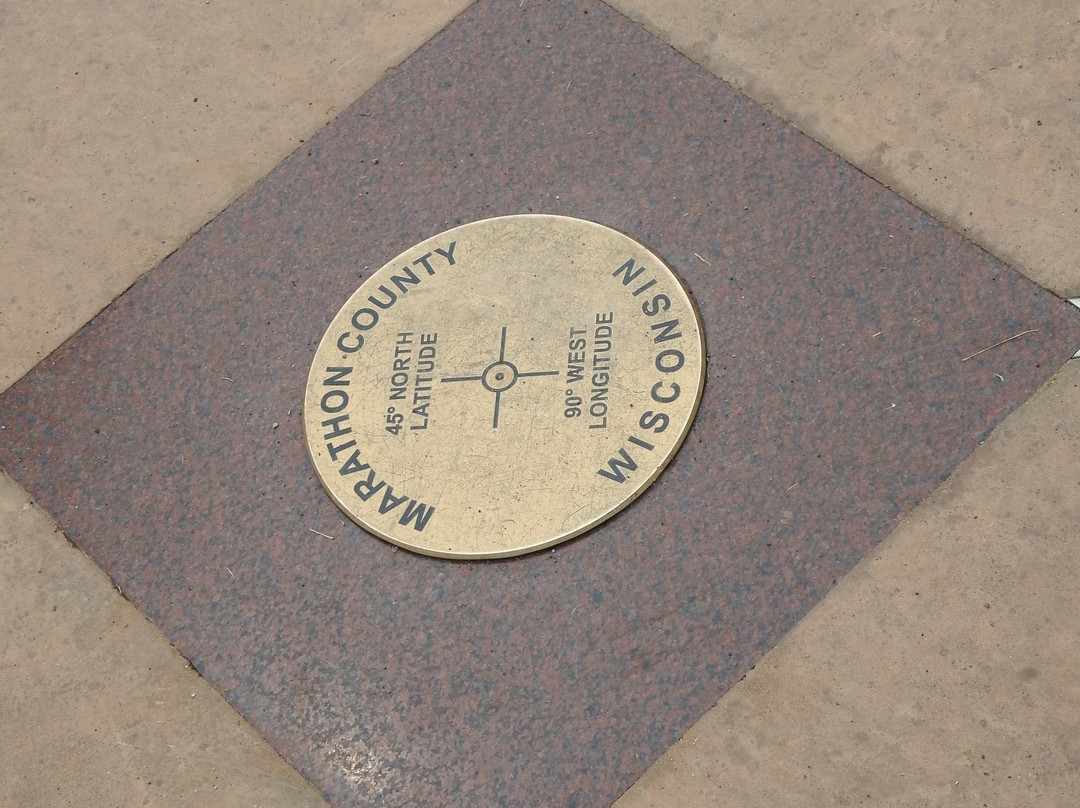 MARATHON COUNTY
45° NORTH
LATITUDE
90° WEST
LONGITUDE
WISCONSIN